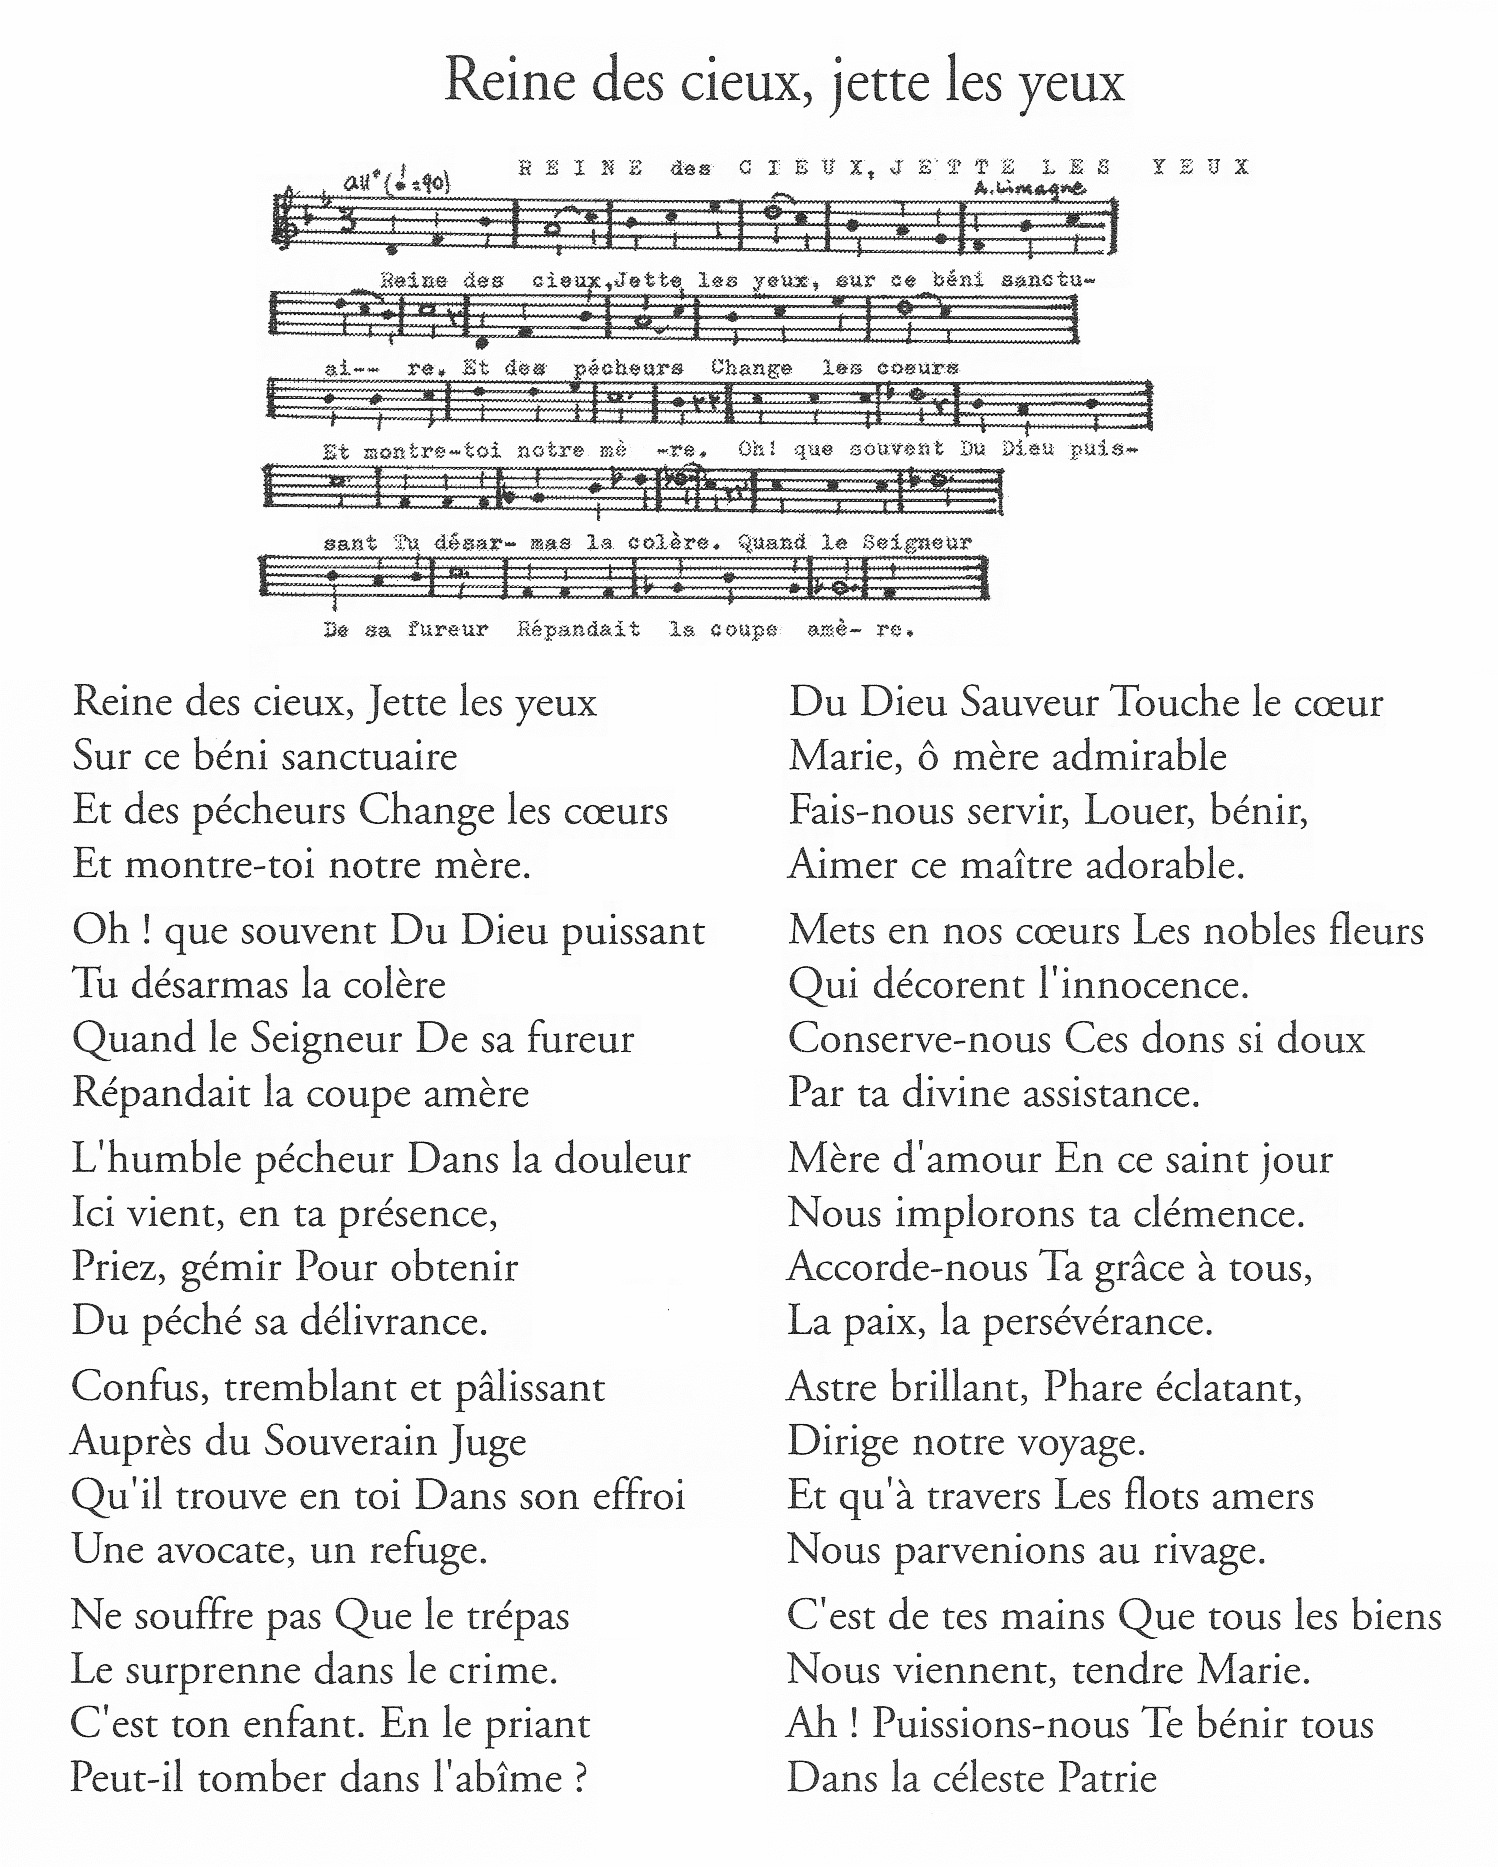 Reine des cieux, jette les yeux
R E I N E des C I E U X, J E T T E L E S Y E U X
All° (♩=90)
A. Limagne
Reine des cieux,Jette les yeux, sur ce béni sanctu-
ai-- re. Et des pécheurs Change les coeurs
Et montre-toi notre mè -re. Oh! que souvent Du Dieu puis-
sant Tu désar- mas la colère. Quand le Seigneur
De sa fureur Répandait la coupe amè- re.
Reine des cieux, Jette les yeux
Sur ce béni sanctuaire
Et des pécheurs Change les cœurs
Et montre-toi notre mère.
Oh ! que souvent Du Dieu puissant
Tu désarmas la colère
Quand le Seigneur De sa fureur
Répandait la coupe amère
L'humble pécheur Dans la douleur
Ici vient, en ta présence,
Priez, gémir Pour obtenir
Du péché sa délivrance.
Confus, tremblant et pâlissant
Auprès du Souverain Juge
Qu'il trouve en toi Dans son effroi
Une avocate, un refuge.
Ne souffre pas Que le trépas
Le surprenne dans le crime.
C'est ton enfant. En le priant
Peut-il tomber dans l'abîme ?
Du Dieu Sauveur Touche le cœur
Marie, ô mère admirable
Fais-nous servir, Louer, bénir,
Aimer ce maître adorable.
Mets en nos cœurs Les nobles fleurs
Qui décorent l'innocence.
Conserve-nous Ces dons si doux
Par ta divine assistance.
Mère d'amour En ce saint jour
Nous implorons ta clémence.
Accorde-nous Ta grâce à tous,
La paix, la persévérance.
Astre brillant, Phare éclatant,
Dirige notre voyage.
Et qu'à travers Les flots amers
Nous parvenions au rivage.
C'est de tes mains Que tous les biens
Nous viennent, tendre Marie.
Ah ! Puissions-nous Te bénir tous
Dans la céleste Patrie